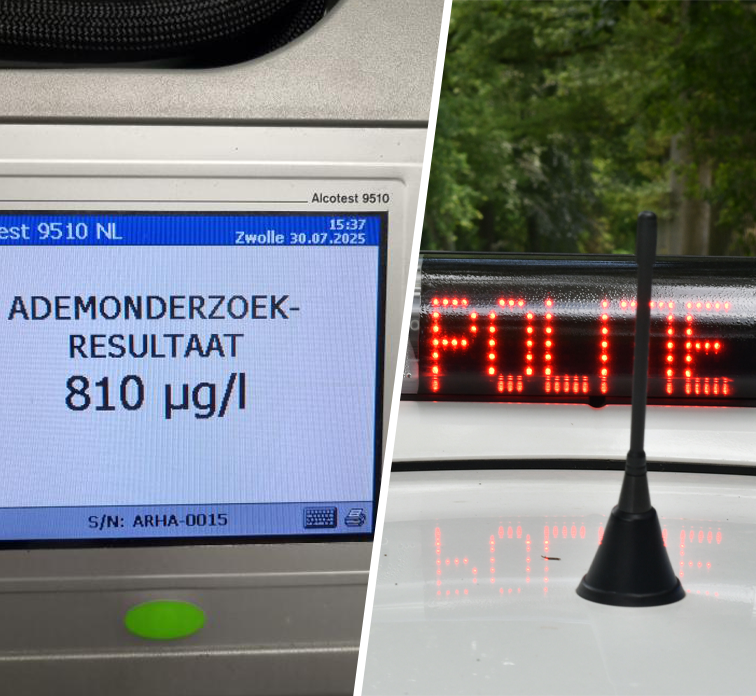 Alcotest 9510
est 9510 NL
15:37
Zwolle 30.07.2025
ADEMONDERZOEK-
RESULTAAT
810 µg/l
S/N: ARHA-0015
POLITIE